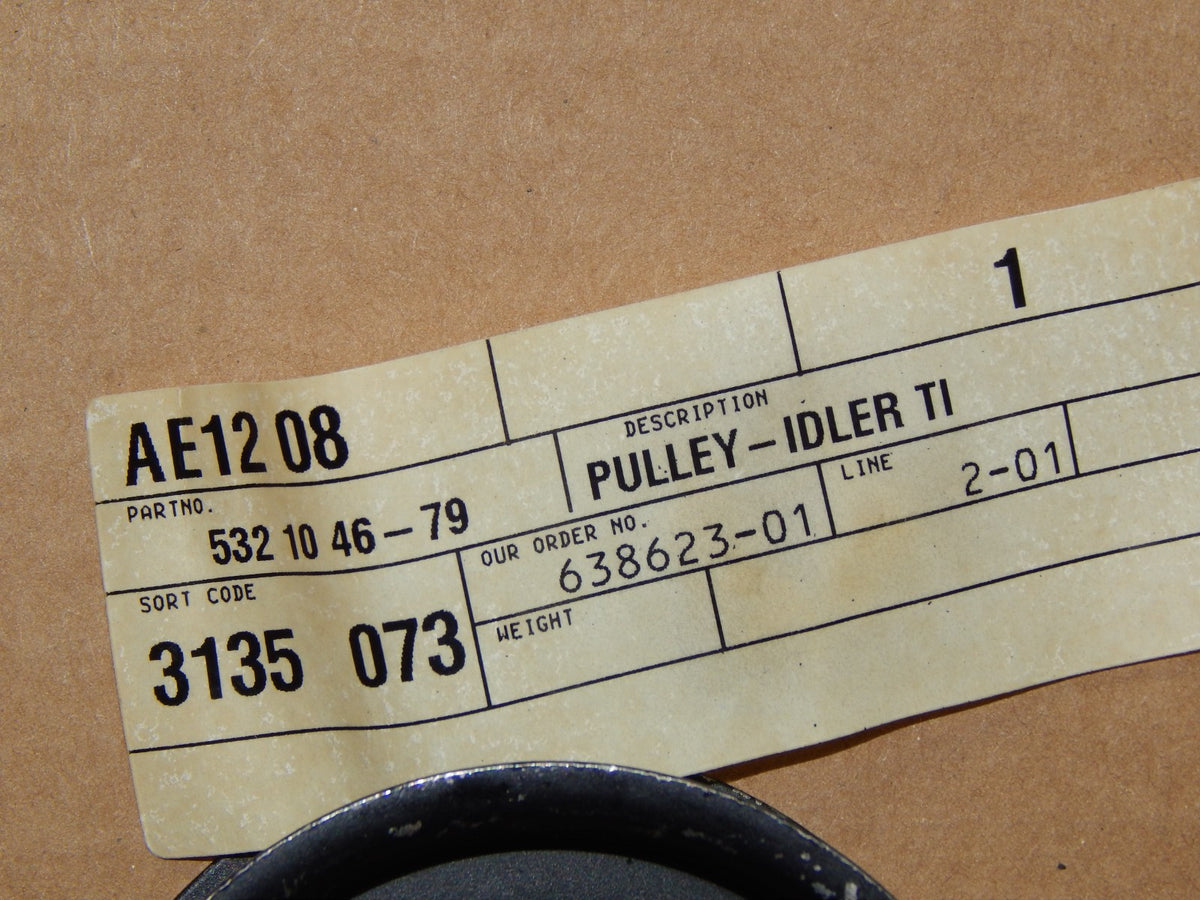 1
AE12 08
DESCRIPTION
PULLEY-IDLER TI
PARTNO.
532 10 46-79
OUR ORDER NO.
638623-01
LINE
2-01
SORT CODE
3135 073
WEIGHT